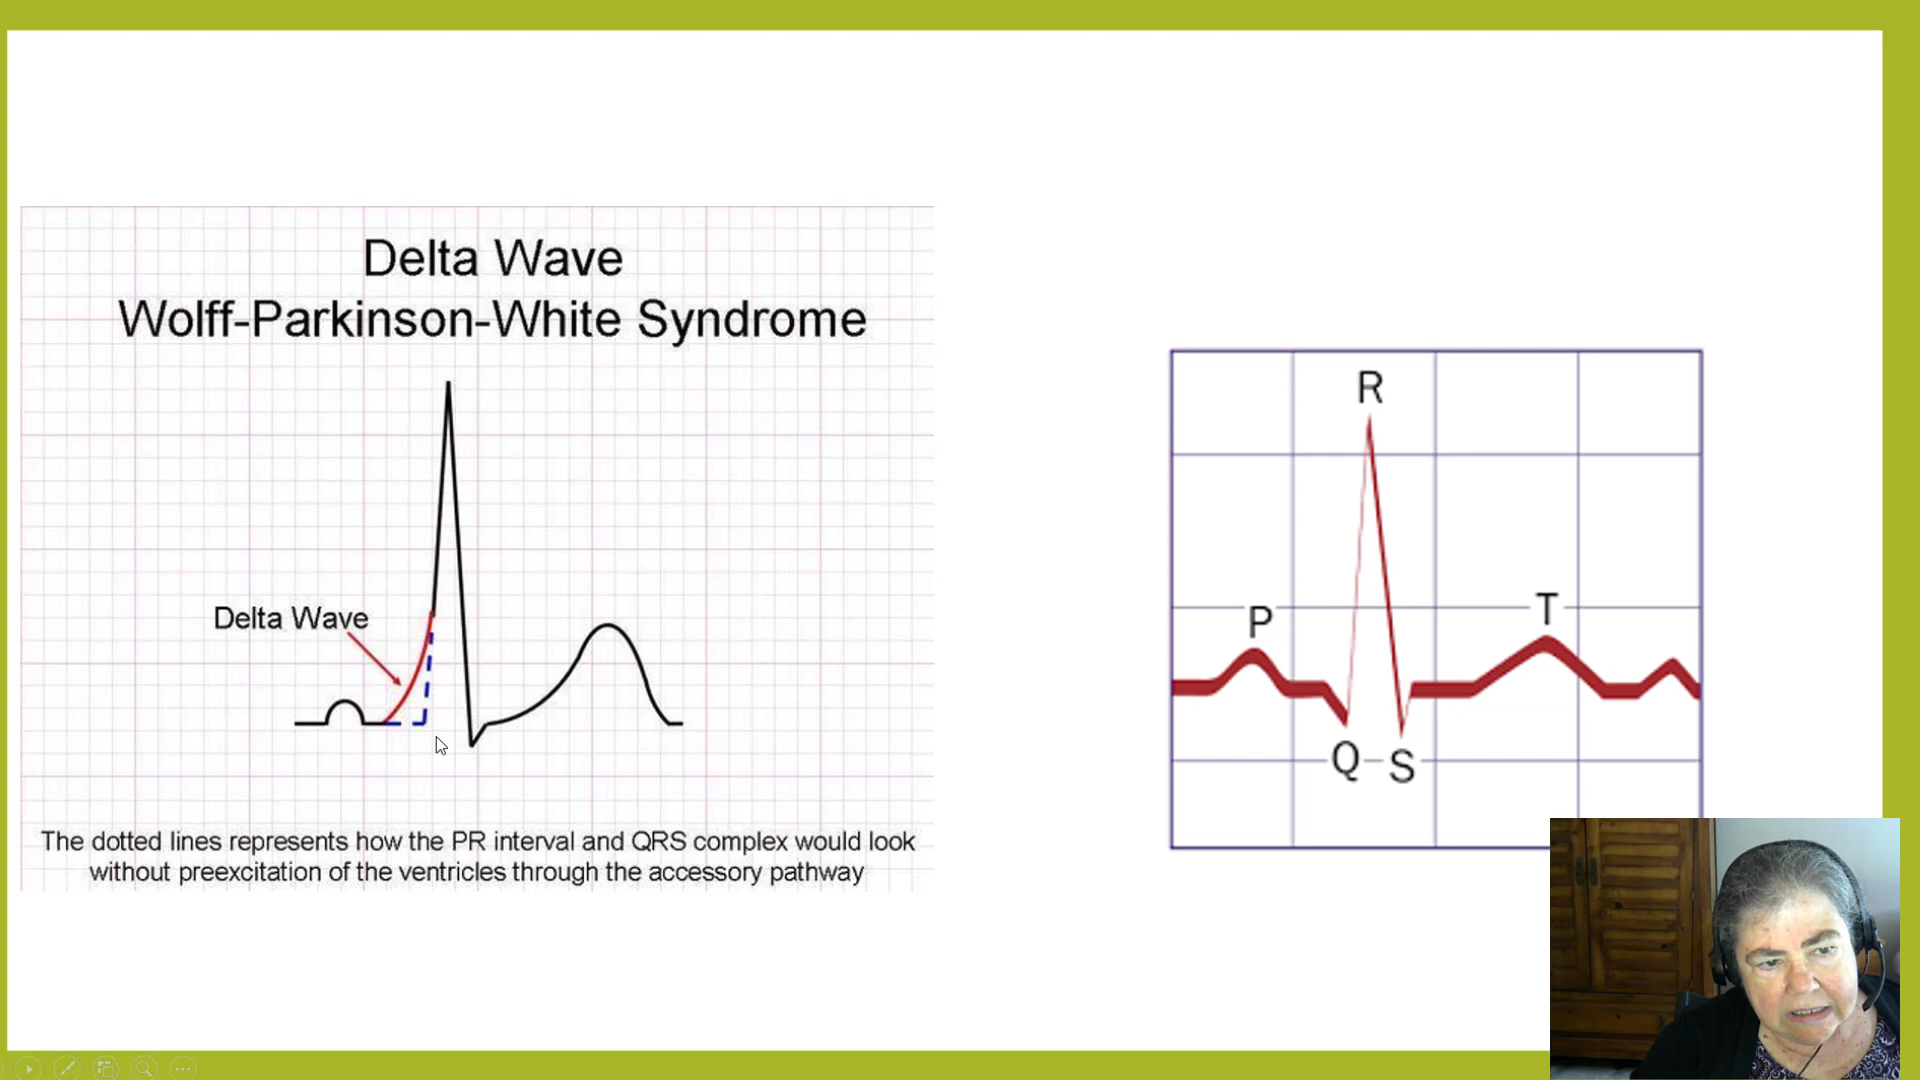 Delta Wave
Wolff-Parkinson-White Syndrome
Delta Wave
The dotted lines represents how the PR interval and QRS complex would look
without preexcitation of the ventricles through the accessory pathway
R
P
T
Q
S